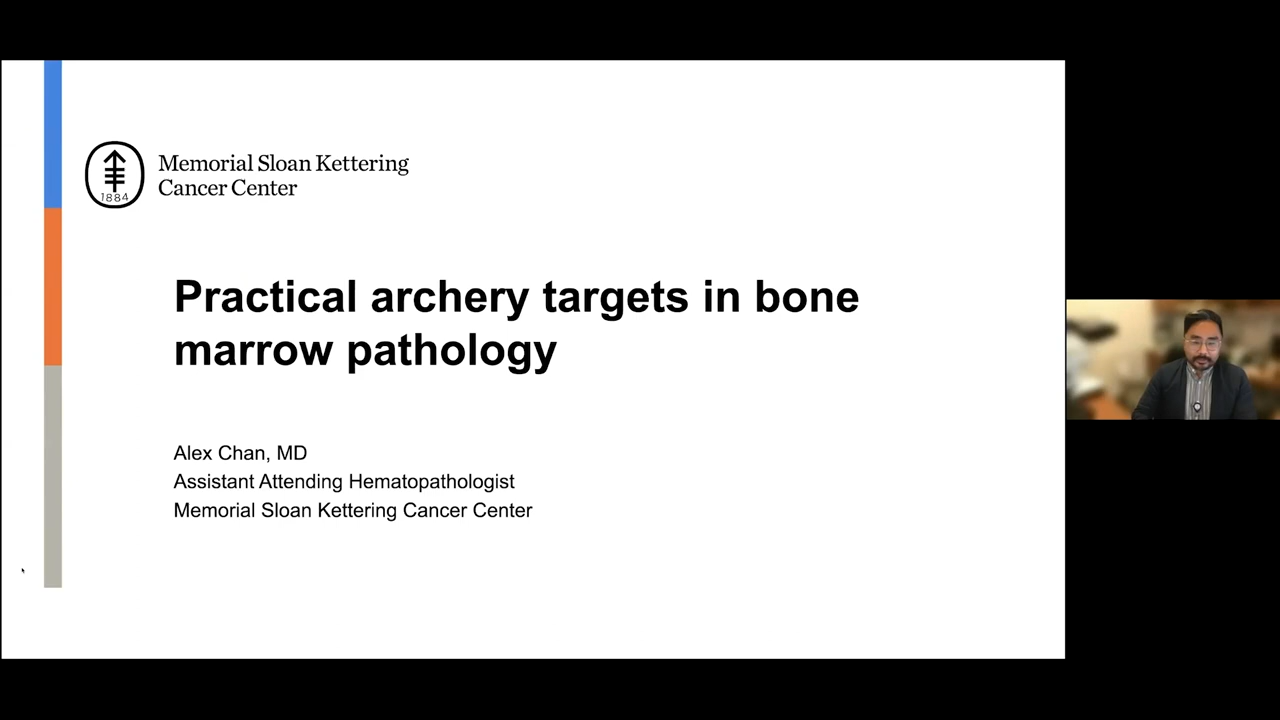 Memorial Sloan Kettering
Cancer Center
1884
Practical archery targets in bone
marrow pathology
Alex Chan, MD
Assistant Attending Hematopathologist
Memorial Sloan Kettering Cancer Center